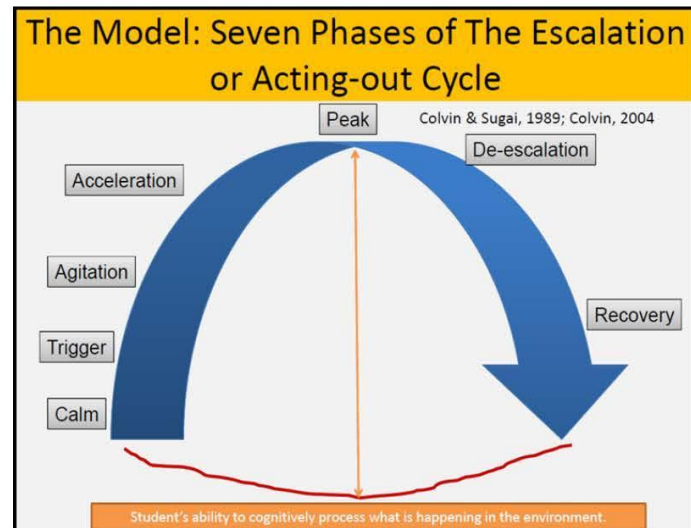 The Model: Seven Phases of The Escalation
or Acting-out Cycle
Peak
Colvin & Sugai, 1989; Colvin, 2004
De-escalation
Acceleration
Agitation
Recovery
Trigger
Calm
Student's ability to cognitively process what is happening in the environment.